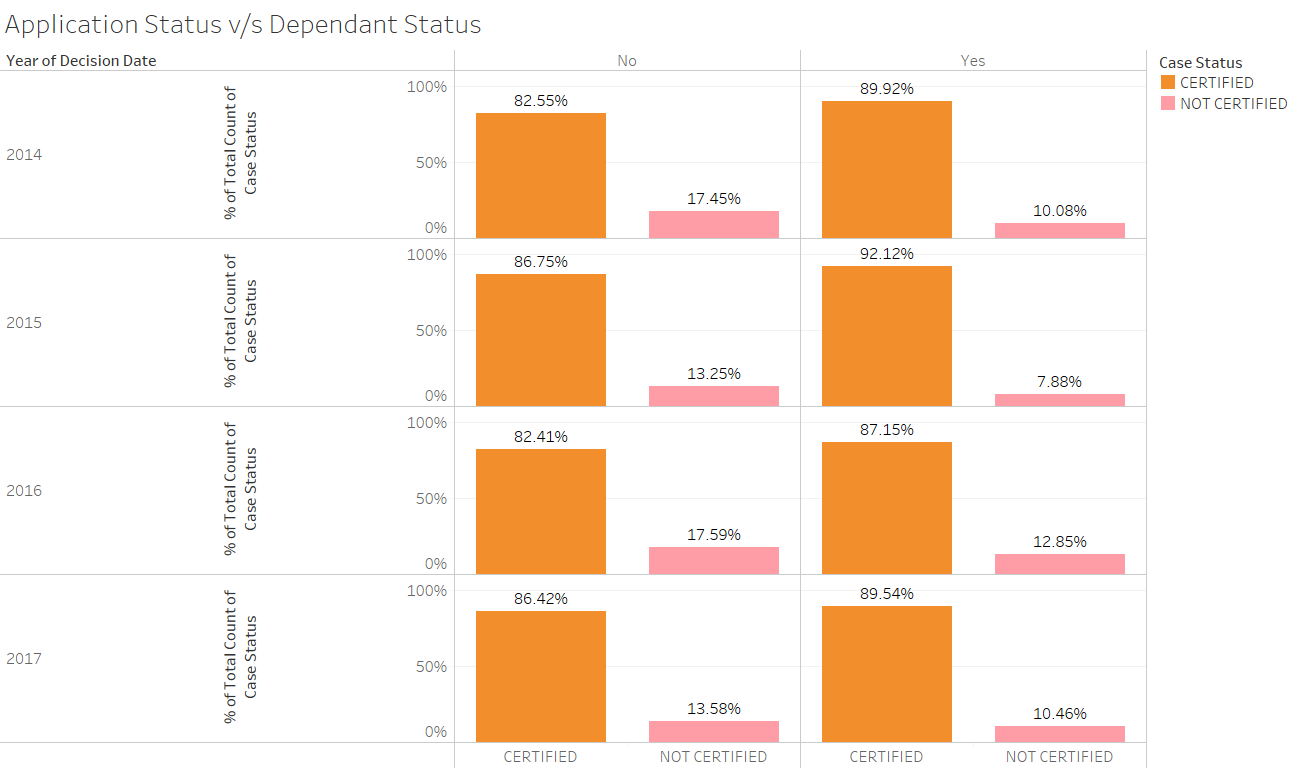 Application Status v/s Dependant Status
Year of Decision Date
No
Yes
Case Status
CERTIFIED
NOT CERTIFIED
2014
% of Total Count of
Case Status
100%
50%
0%
82.55%
17.45%
89.92%
10.08%
2015
% of Total Count of
Case Status
100%
50%
0%
86.75%
13.25%
92.12%
7.88%
2016
% of Total Count of
Case Status
100%
50%
0%
82.41%
17.59%
87.15%
12.85%
2017
% of Total Count of
Case Status
100%
50%
0%
86.42%
13.58%
89.54%
10.46%
CERTIFIED
NOT CERTIFIED
CERTIFIED
NOT CERTIFIED